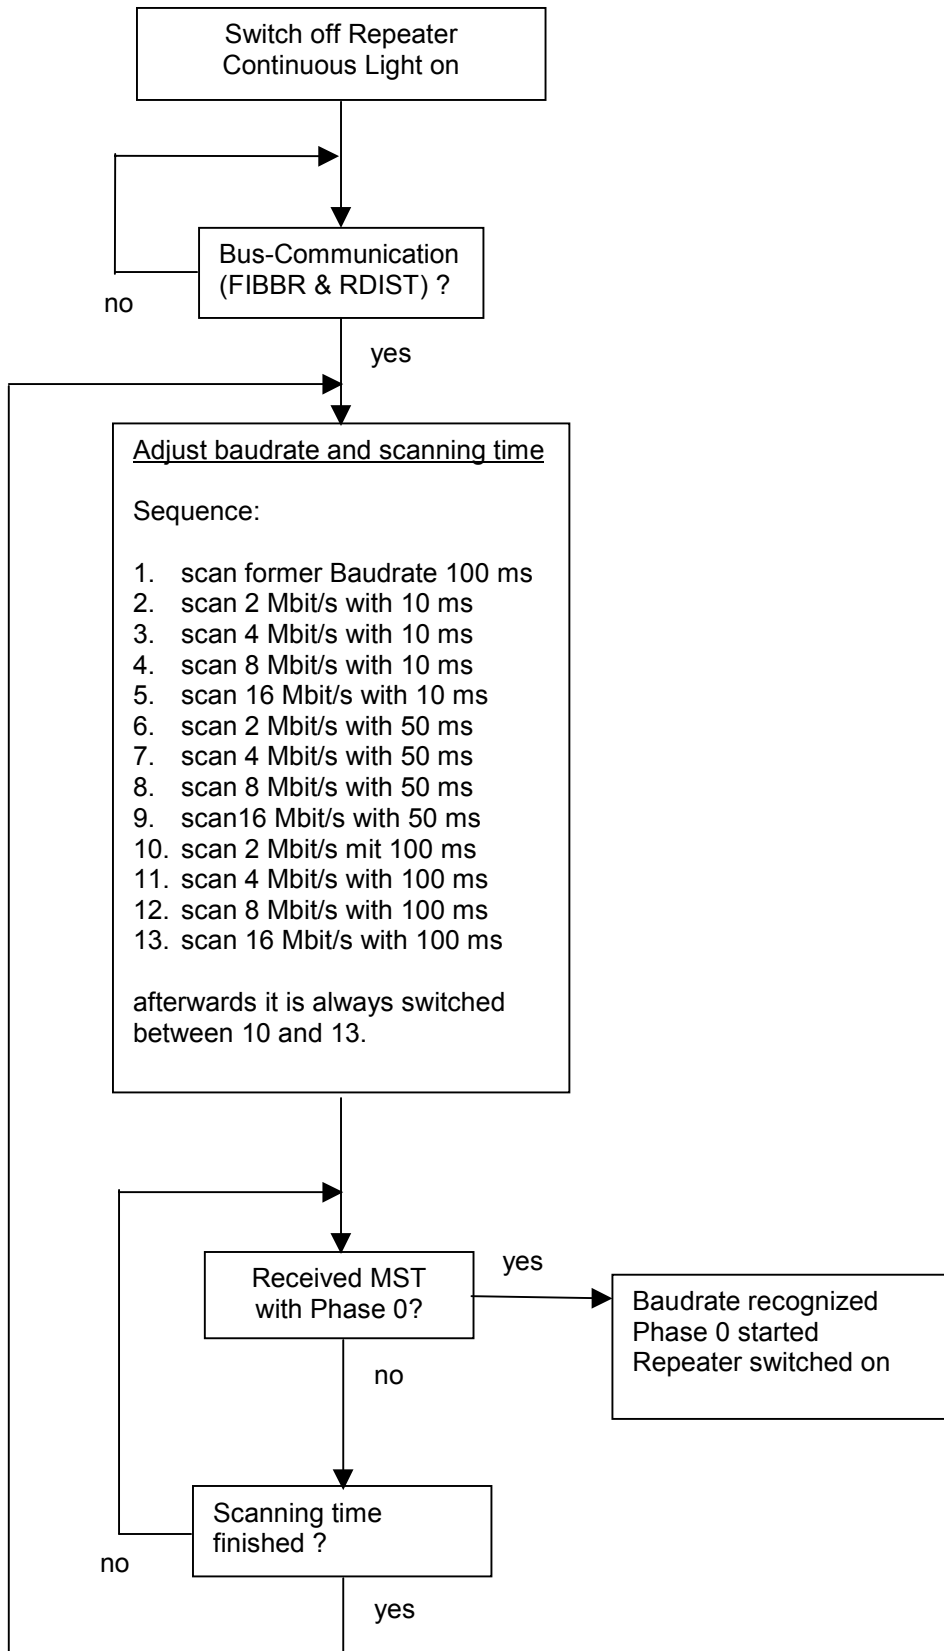 Switch off Repeater
Continuous Light on
Bus-Communication
(FIBBR & RDIST) ?
no
yes
Adjust baudrate and scanning time
Sequence:
1. scan former Baudrate 100 ms
2. scan 2 Mbit/s with 10 ms
3. scan 4 Mbit/s with 10 ms
4. scan 8 Mbit/s with 10 ms
5. scan 16 Mbit/s with 10 ms
6. scan 2 Mbit/s with 50 ms
7. scan 4 Mbit/s with 50 ms
8. scan 8 Mbit/s with 50 ms
9. scan16 Mbit/s with 50 ms
10. scan 2 Mbit/s mit 100 ms
11. scan 4 Mbit/s with 100 ms
12. scan 8 Mbit/s with 100 ms
13. scan 16 Mbit/s with 100 ms
afterwards it is always switched
between 10 and 13.
Received MST
with Phase 0?
yes
Baudrate recognized
Phase 0 started
Repeater switched on
no
Scanning time
finished ?
no
yes